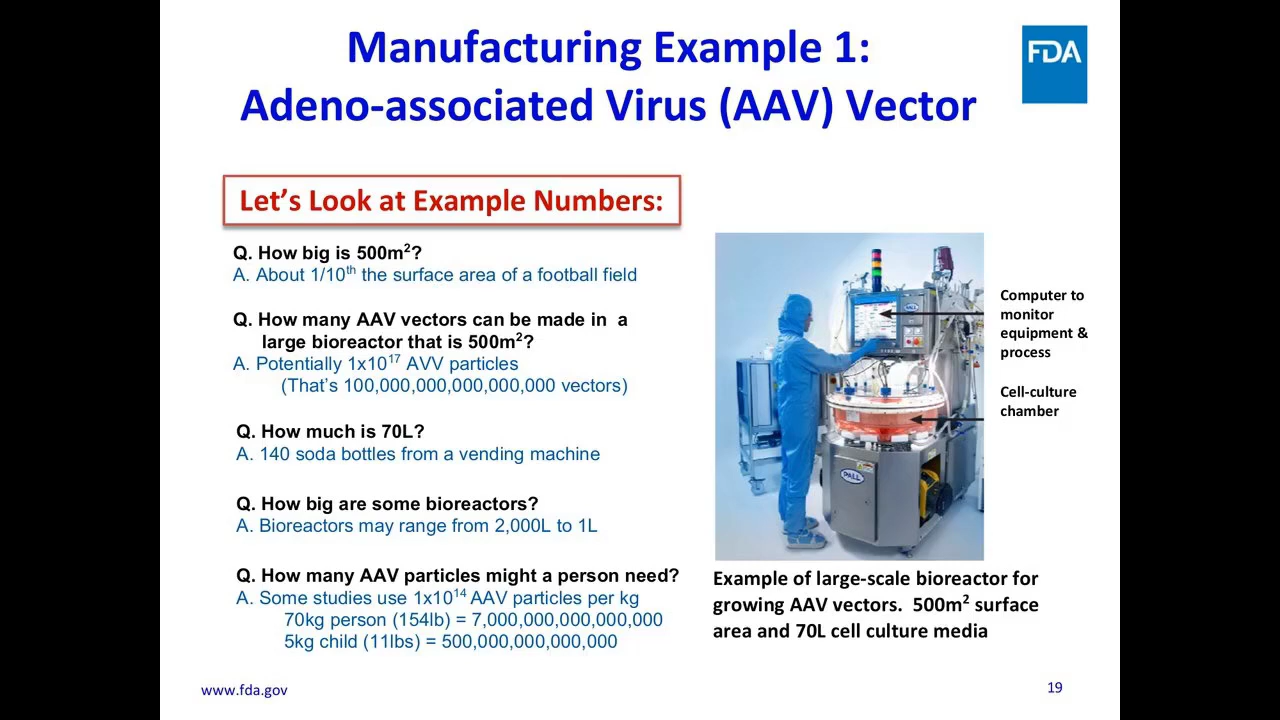 Manufacturing Example 1:
Adeno-associated Virus (AAV) Vector
FDA
Let's Look at Example Numbers:
Q. How big is 500m²?
A. About 1/10th the surface area of a football field
Q. How many AAV vectors can be made in a
large bioreactor that is 500m²?
A. Potentially 1x10¹⁷ AVV particles
(That's 100,000,000,000,000,000 vectors)
Q. How much is 70L?
A. 140 soda bottles from a vending machine
Q. How big are some bioreactors?
A. Bioreactors may range from 2,000L to 1L
Q. How many AAV particles might a person need?
A. Some studies use 1x10¹⁴ AAV particles per kg
70kg person (154lb) = 7,000,000,000,000,000
5kg child (11lbs) = 500,000,000,000,000
Computer to
monitor
equipment &
process
Cell-culture
chamber
PALL
PALL
Example of large-scale bioreactor for
growing AAV vectors. 500m² surface
area and 70L cell culture media
www.fda.gov
19